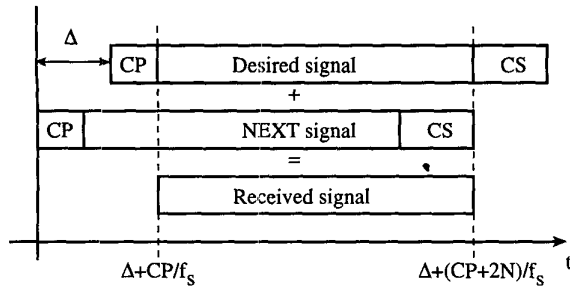 Δ
CP Desired signal CS
+
CP NEXT signal CS
=
Received signal
t
Δ+CP/fₛ Δ+(CP+2N)/fₛ